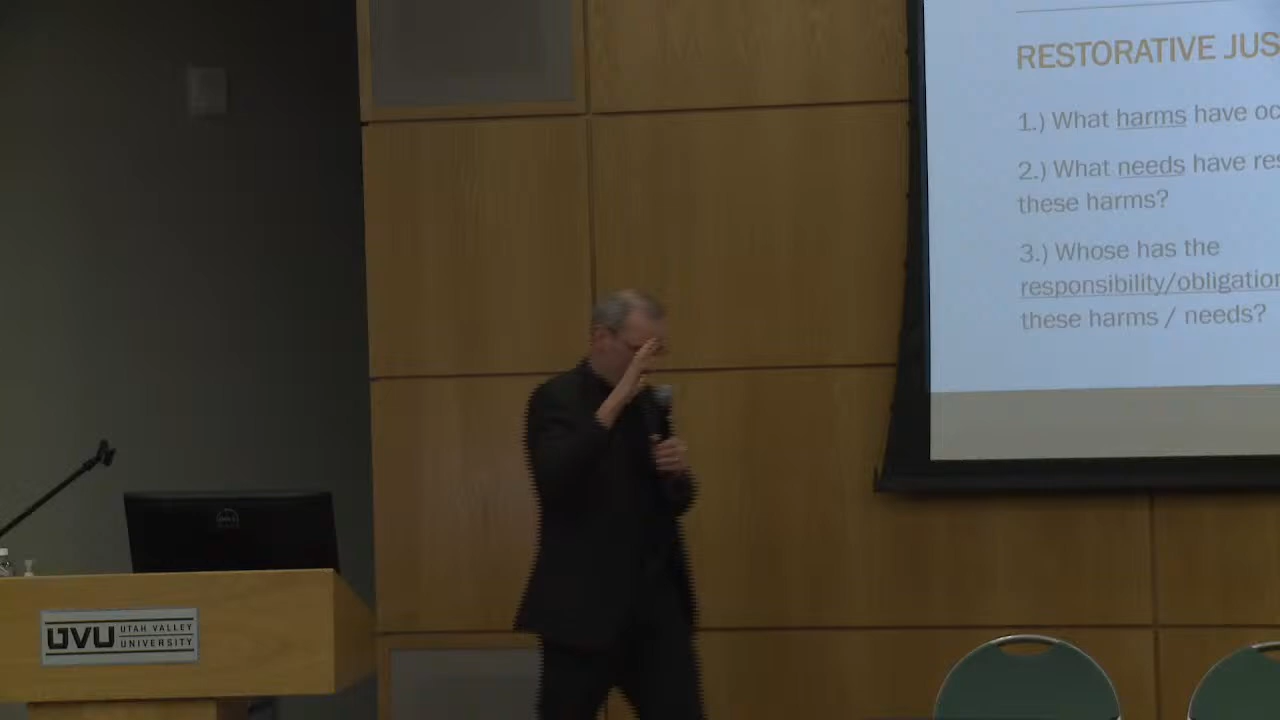 RESTORATIVE JUS
1.) What harms have oc
2.) What needs have res
these harms?
3.) Whose has the
responsibility/obligation
these harms / needs?
DELL
UVU UTAH VALLEY
UNIVERSITY